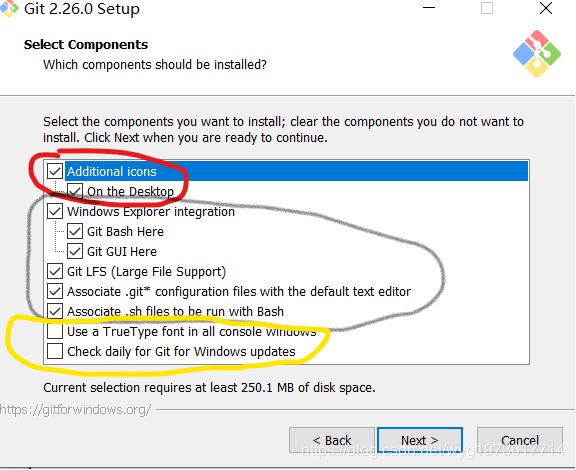 Git 2.26.0 Setup
Select Components
Which components should be installed?
Select the components you want to install; clear the components you do not want to
install. Click Next when you are ready to continue.
Additional icons
On the Desktop
Windows Explorer integration
Git Bash Here
Git GUI Here
Git LFS (Large File Support)
Associate .git* configuration files with the default text editor
Associate .sh files to be run with Bash
Use a TrueType font in all console windows
Check daily for Git for Windows updates
Current selection requires at least 250.1 MB of disk space.
https://gitforwindows.org/
< Back
Next >
Cancel